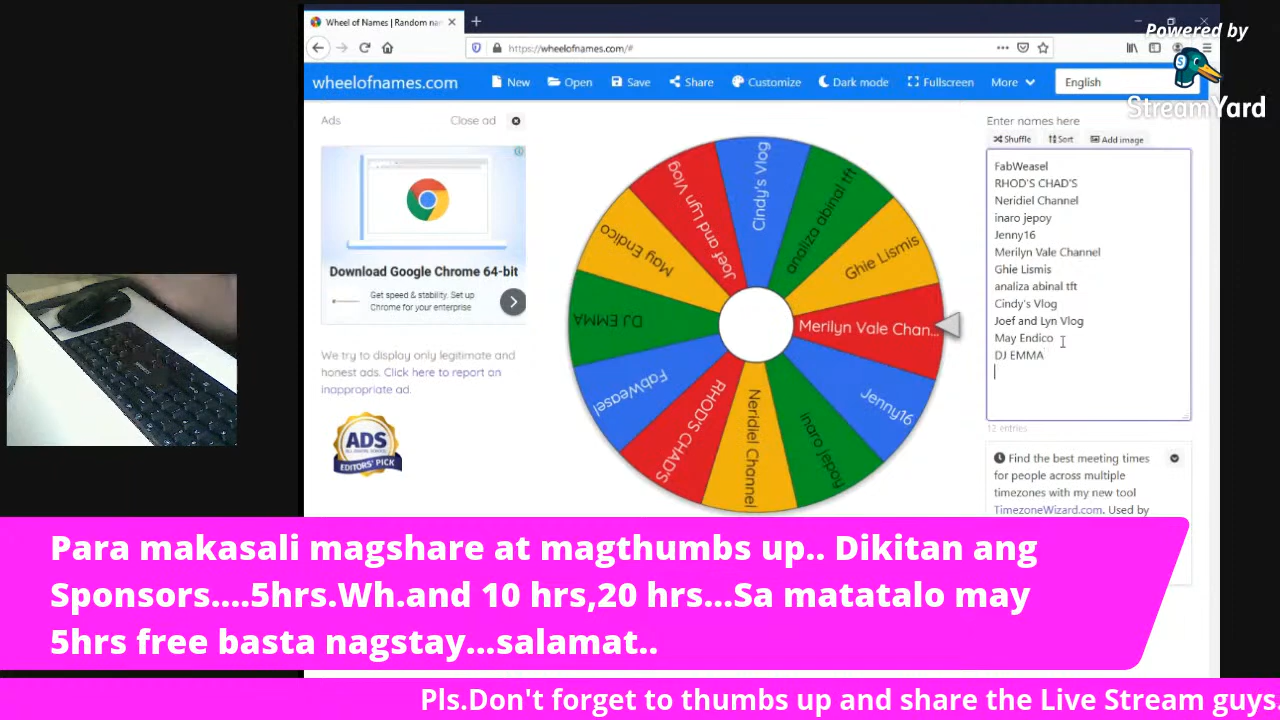 Wheel of Names | Random nar
https://wheelofnames.com/#
Powered by
StreamYard
wheelofnames.com
New
Open
Save
Share
Customize
Dark mode
Fullscreen
More
English
Ads
Close ad
Download Google Chrome 64-bit
Get speed & stability. Set up
Chrome for your enterprise
We try to display only legitimate and
honest ads. Click here to report an
inappropriate ad.
ADS
EDITORS' PICK
Cindy's Vlog
analiza abinal tft
Ghie Lismis
Merilyn Vale Chan...
Jenny16
inaro jepoy
Neridiel Channel
RHOD'S CHAD'S
FabWeasel
DJ EMMA
May Endico
Joef and Lyn Vlog
Enter names here
Shuffle
Sort
Add image
FabWeasel
RHOD'S CHAD'S
Neridiel Channel
inaro jepoy
Jenny16
Merilyn Vale Channel
Ghie Lismis
analiza abinal tft
Cindy's Vlog
Joef and Lyn Vlog
May Endico
DJ EMMA
12 entries
Find the best meeting times
for people across multiple
timezones with my new tool
TimezoneWizard.com. Used by
Para makasali magshare at magthumbs up.. Dikitan ang
Sponsors....5hrs.Wh.and 10 hrs,20 hrs...Sa matatalo may
5hrs free basta nagstay...salamat..
Pls.Don't forget to thumbs up and share the Live Stream guys.